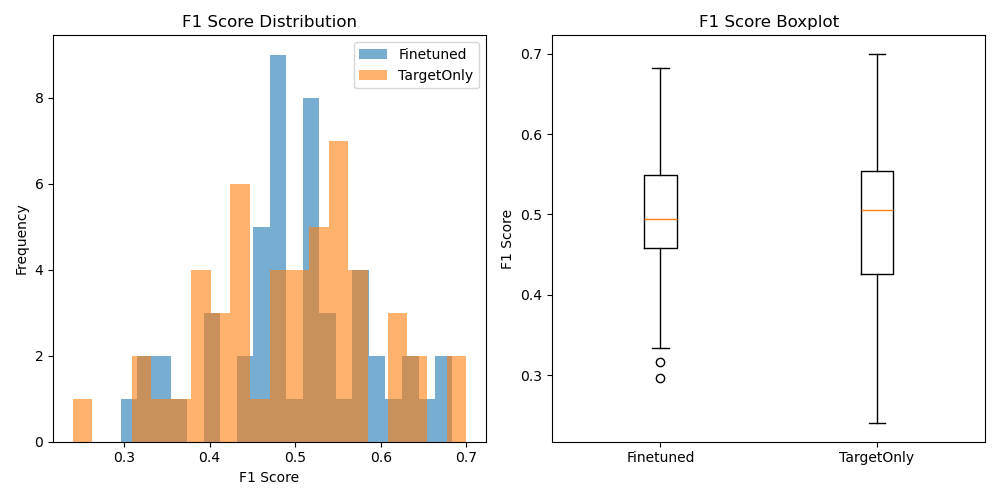 F1 Score Distribution
Finetuned
TargetOnly
Frequency
8
6
4
2
0
0.3 0.4 0.5 0.6 0.7
F1 Score
F1 Score Boxplot
F1 Score
0.7
0.6
0.5
0.4
0.3
Finetuned TargetOnly